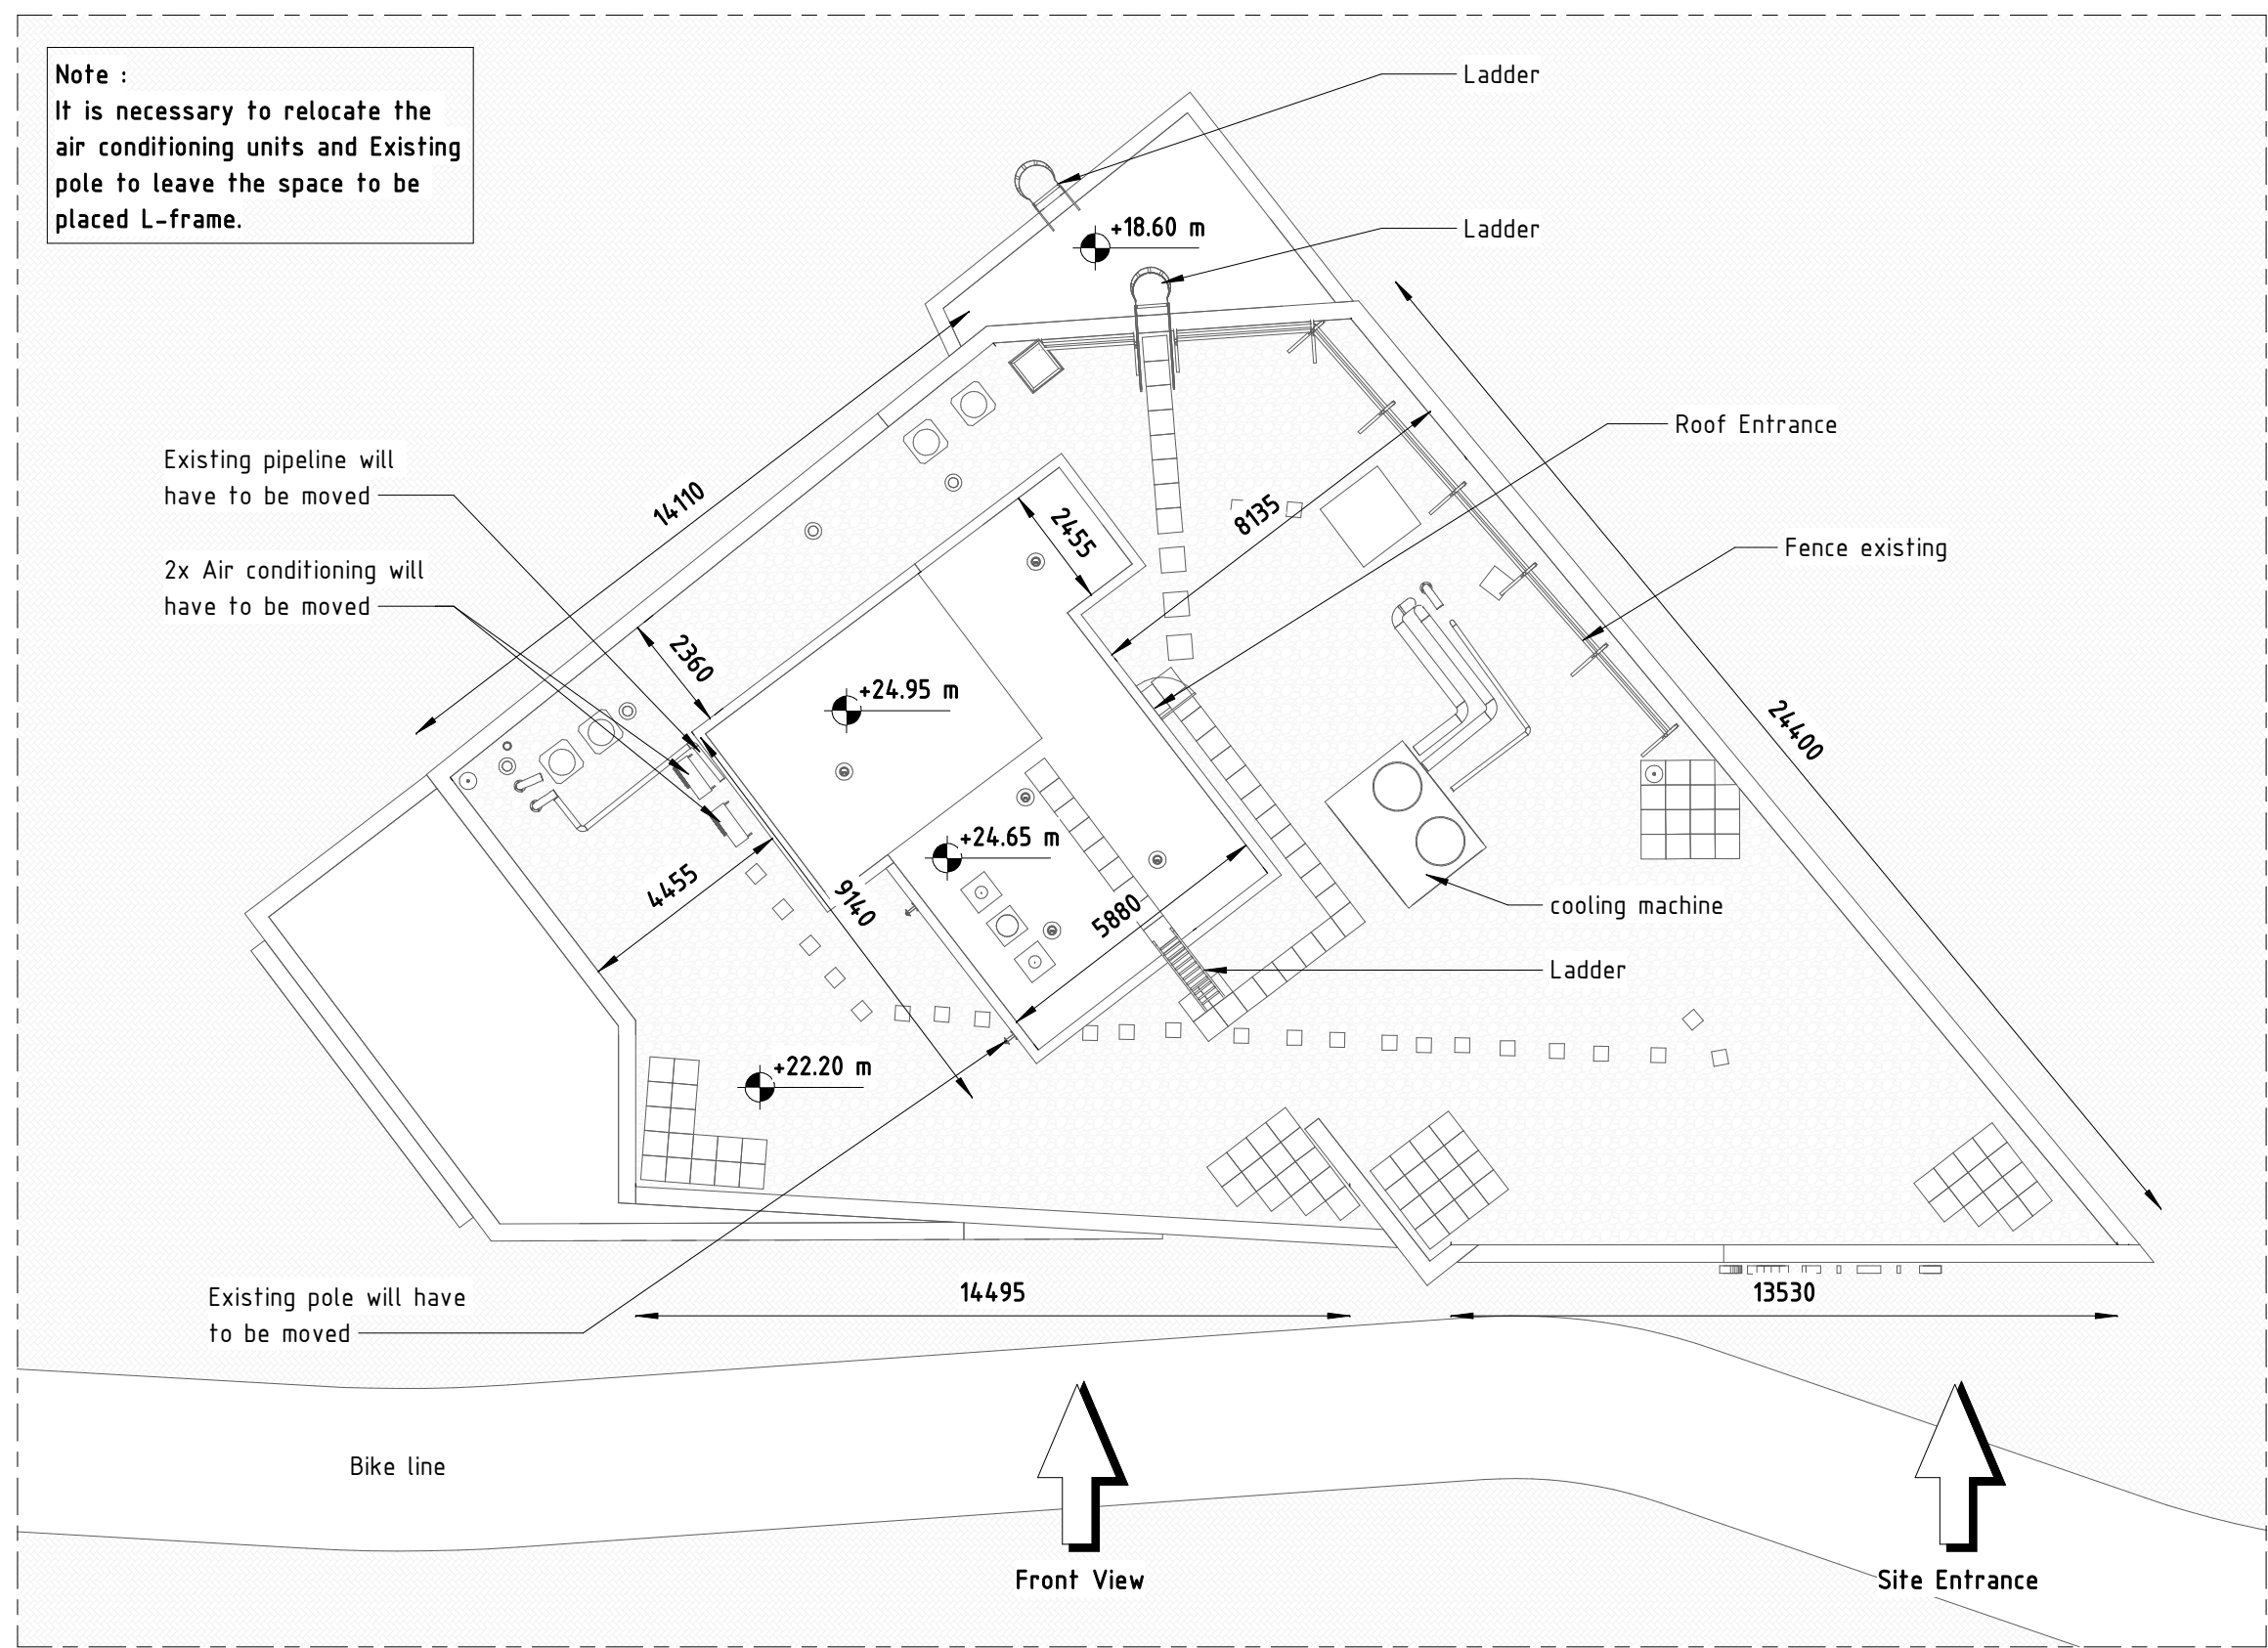 Note :
It is necessary to relocate the
air conditioning units and Existing
pole to leave the space to be
placed L-frame.
Ladder
+18.60 m
Ladder
Roof Entrance
Existing pipeline will
have to be moved
14110
2455
8135
Fence existing
2x Air conditioning will
have to be moved
2360
+24.95 m
24400
+24.65 m
4455
9140
5880
cooling machine
Ladder
+22.20 m
Existing pole will have
to be moved
14495
13530
Bike line
Front View
Site Entrance